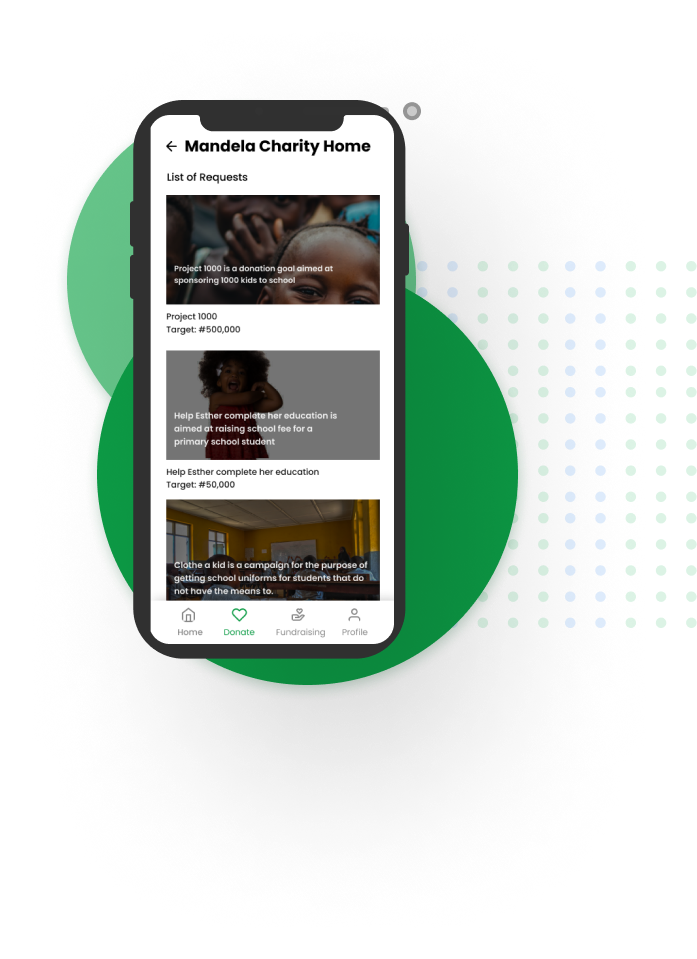 Mandela Charity Home
List of Requests
Project 1000 is a donation goal aimed at
sponsoring 1000 kids to school
Project 1000
Target: #500,000
Help Esther complete her education is
aimed at raising school fee for a
primary school student
Help Esther complete her education
Target: #50,000
Clothe a kid is a campaign for the purpose of
getting school uniforms for students that do
not have the means to.
Home Donate Fundraising Profile